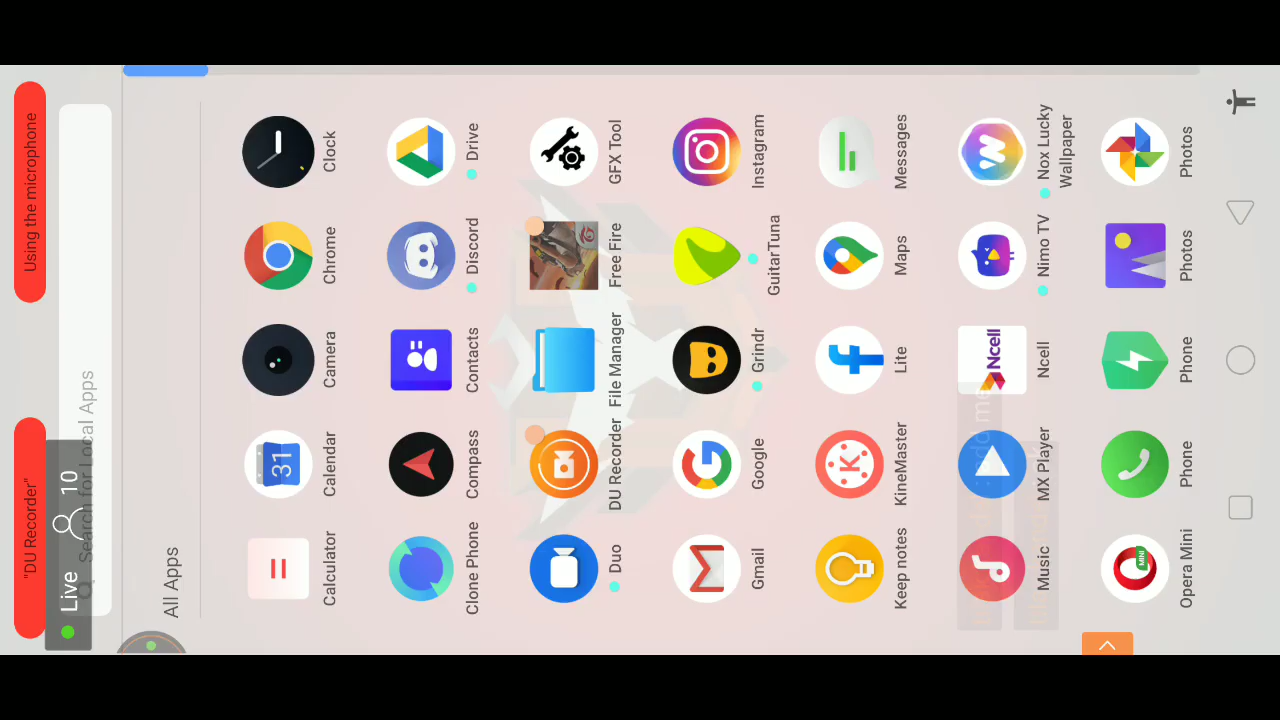 "DU Recorder" Using the microphone
Live 10
Search for Local Apps
All Apps
31
Calculator Calendar Camera Chrome Clock
Clone Phone Compass Contacts Discord Drive
Duo DU Recorder File Manager Free Fire GFX Tool
Gmail Google Grindr GuitarTuna Instagram
K
Keep notes KineMaster Lite Maps Messages
Ncell
Music MX Player Ncell Nimo TV Nox Lucky Wallpaper
MINI
Opera Mini Phone Phone Photos Photos